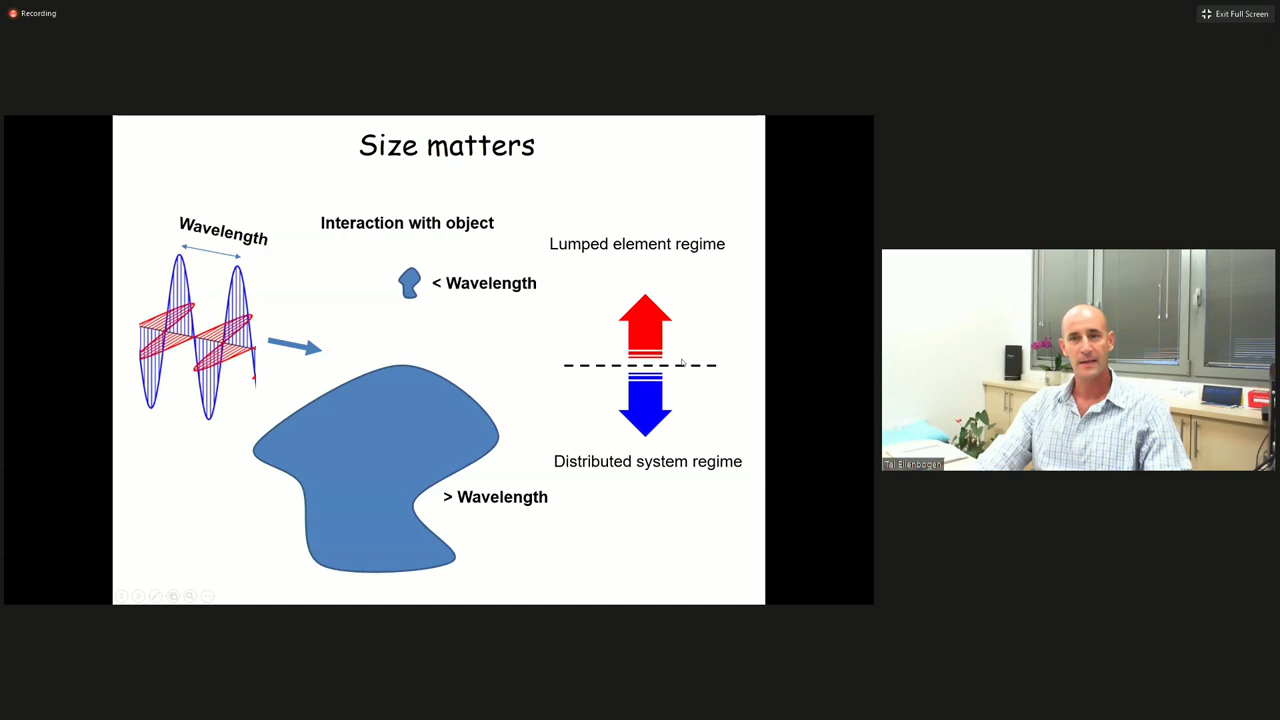 Recording
Exit Full Screen
Size matters
Wavelength
Interaction with object
Lumped element regime
< Wavelength
Distributed system regime
> Wavelength
Tal Ellenbogen